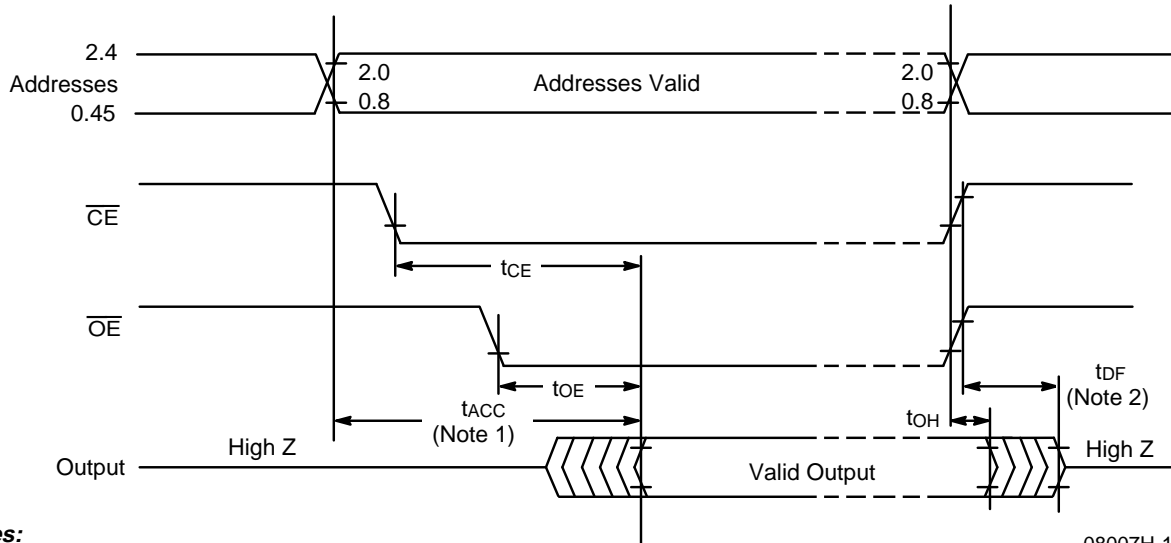 2.4
Addresses
0.45
2.0
0.8
Addresses Valid
2.0
0.8
CE
tCE
OE
tOE
tACC
(Note 1)
tOH
tDF
(Note 2)
Output
High Z
Valid Output
High Z
es:
08007H-1